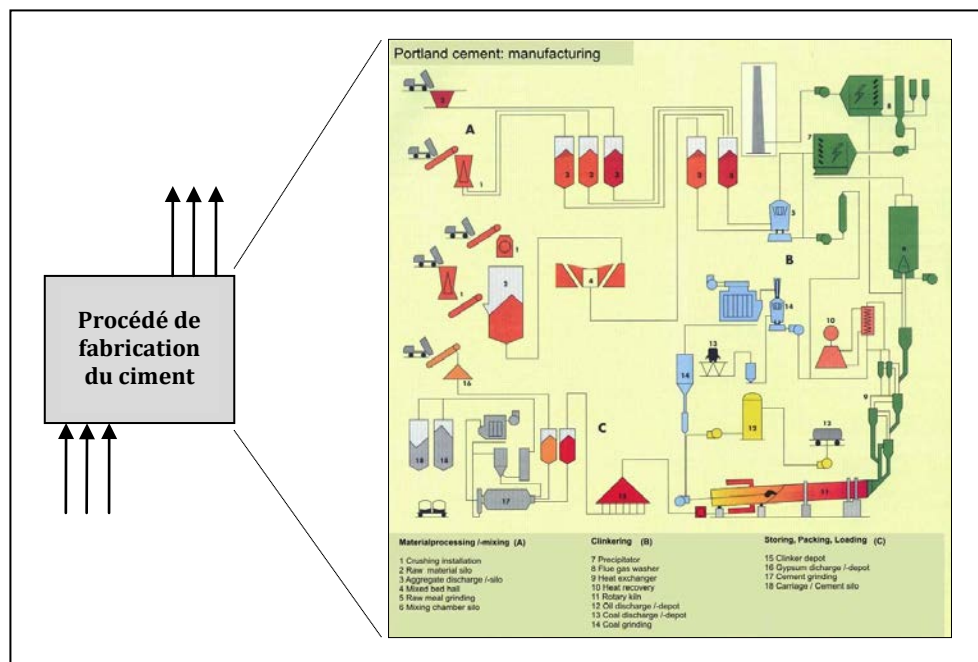 Portland cement: manufacturing
Procédé de
fabrication
du ciment
A
B
C
Materialprocessing /-mixing (A)
1 Crushing installation
2 Raw material silo
3 Aggregate discharge /-silo
4 Mixed bed hall
5 Raw meal grinding
6 Mixing chamber silo
Clinkering (B)
7 Precipitator
8 Flue gas washer
9 Heat exchanger
10 Heat recovery
11 Rotary kiln
12 Oil discharge /-depot
13 Coal discharge /-depot
14 Coal grinding
Storing, Packing, Loading (C)
15 Clinker depot
16 Gypsum dicharge /-depot
17 Cement grinding
18 Carriage / Cement silo